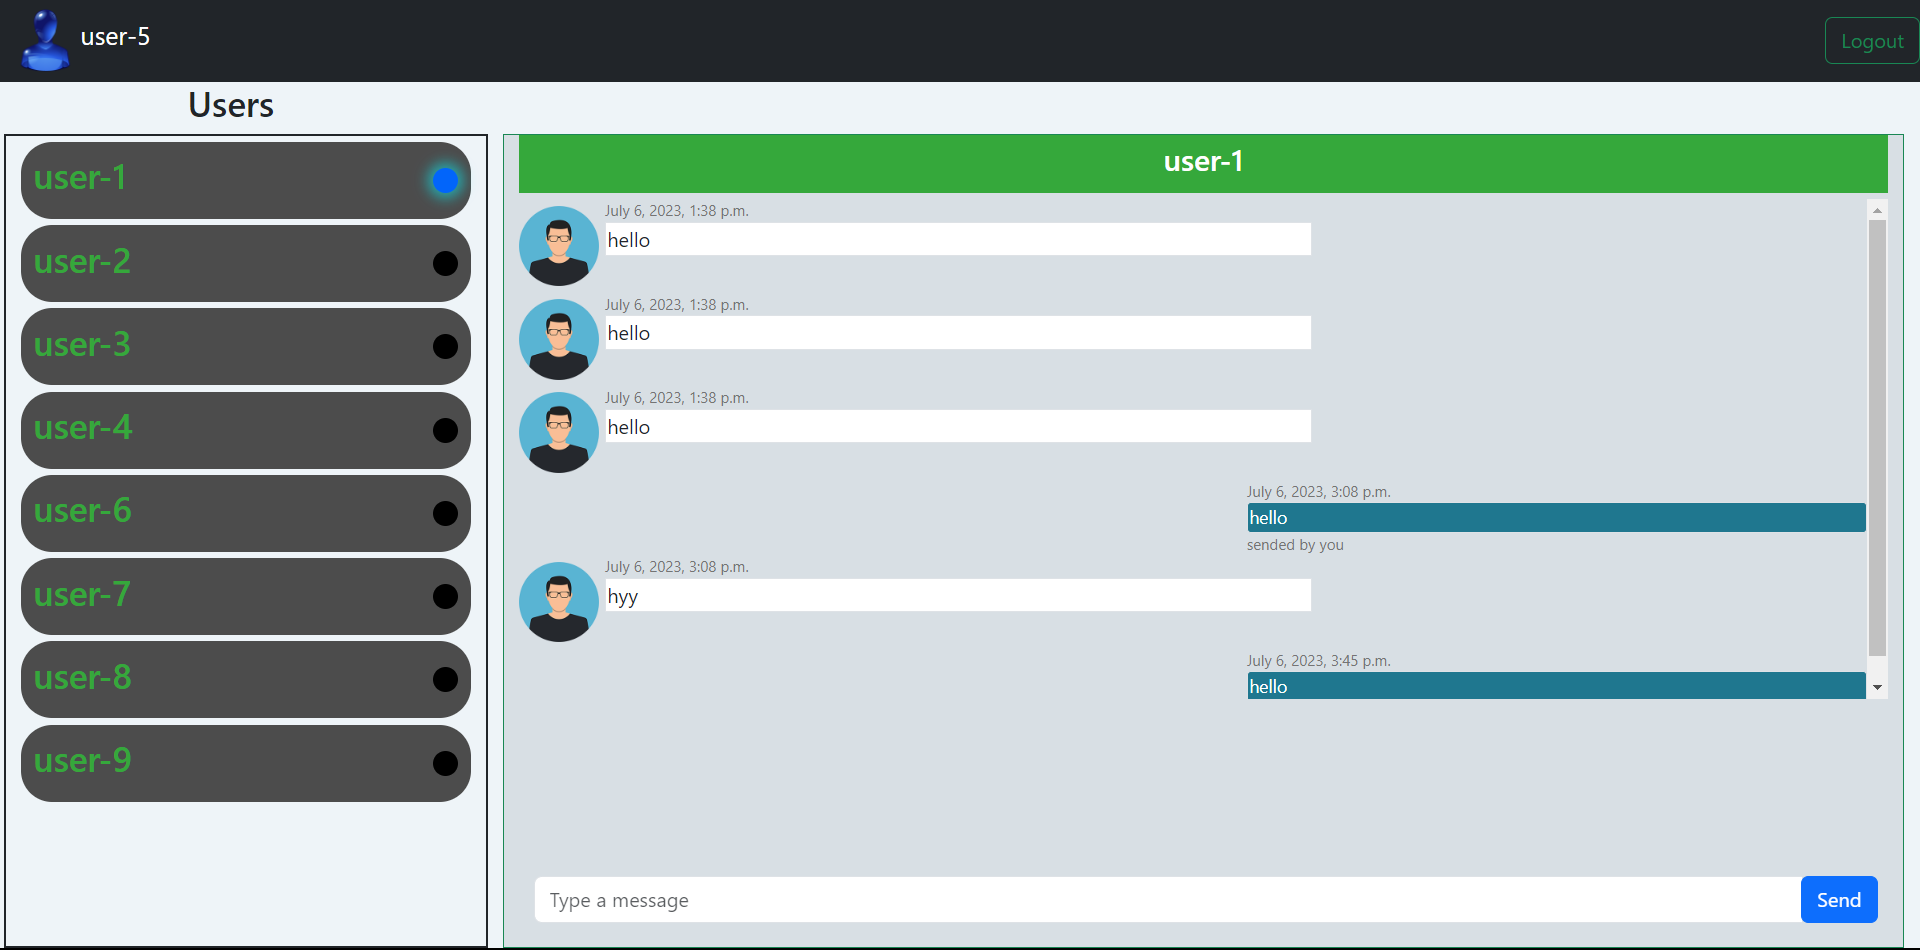 user-5
Logout
Users
user-1
user-2
user-3
user-4
user-6
user-7
user-8
user-9
user-1
July 6, 2023, 1:38 p.m.
hello
July 6, 2023, 1:38 p.m.
hello
July 6, 2023, 1:38 p.m.
hello
July 6, 2023, 3:08 p.m.
hello
sended by you
July 6, 2023, 3:08 p.m.
hyy
July 6, 2023, 3:45 p.m.
hello
Type a message
Send